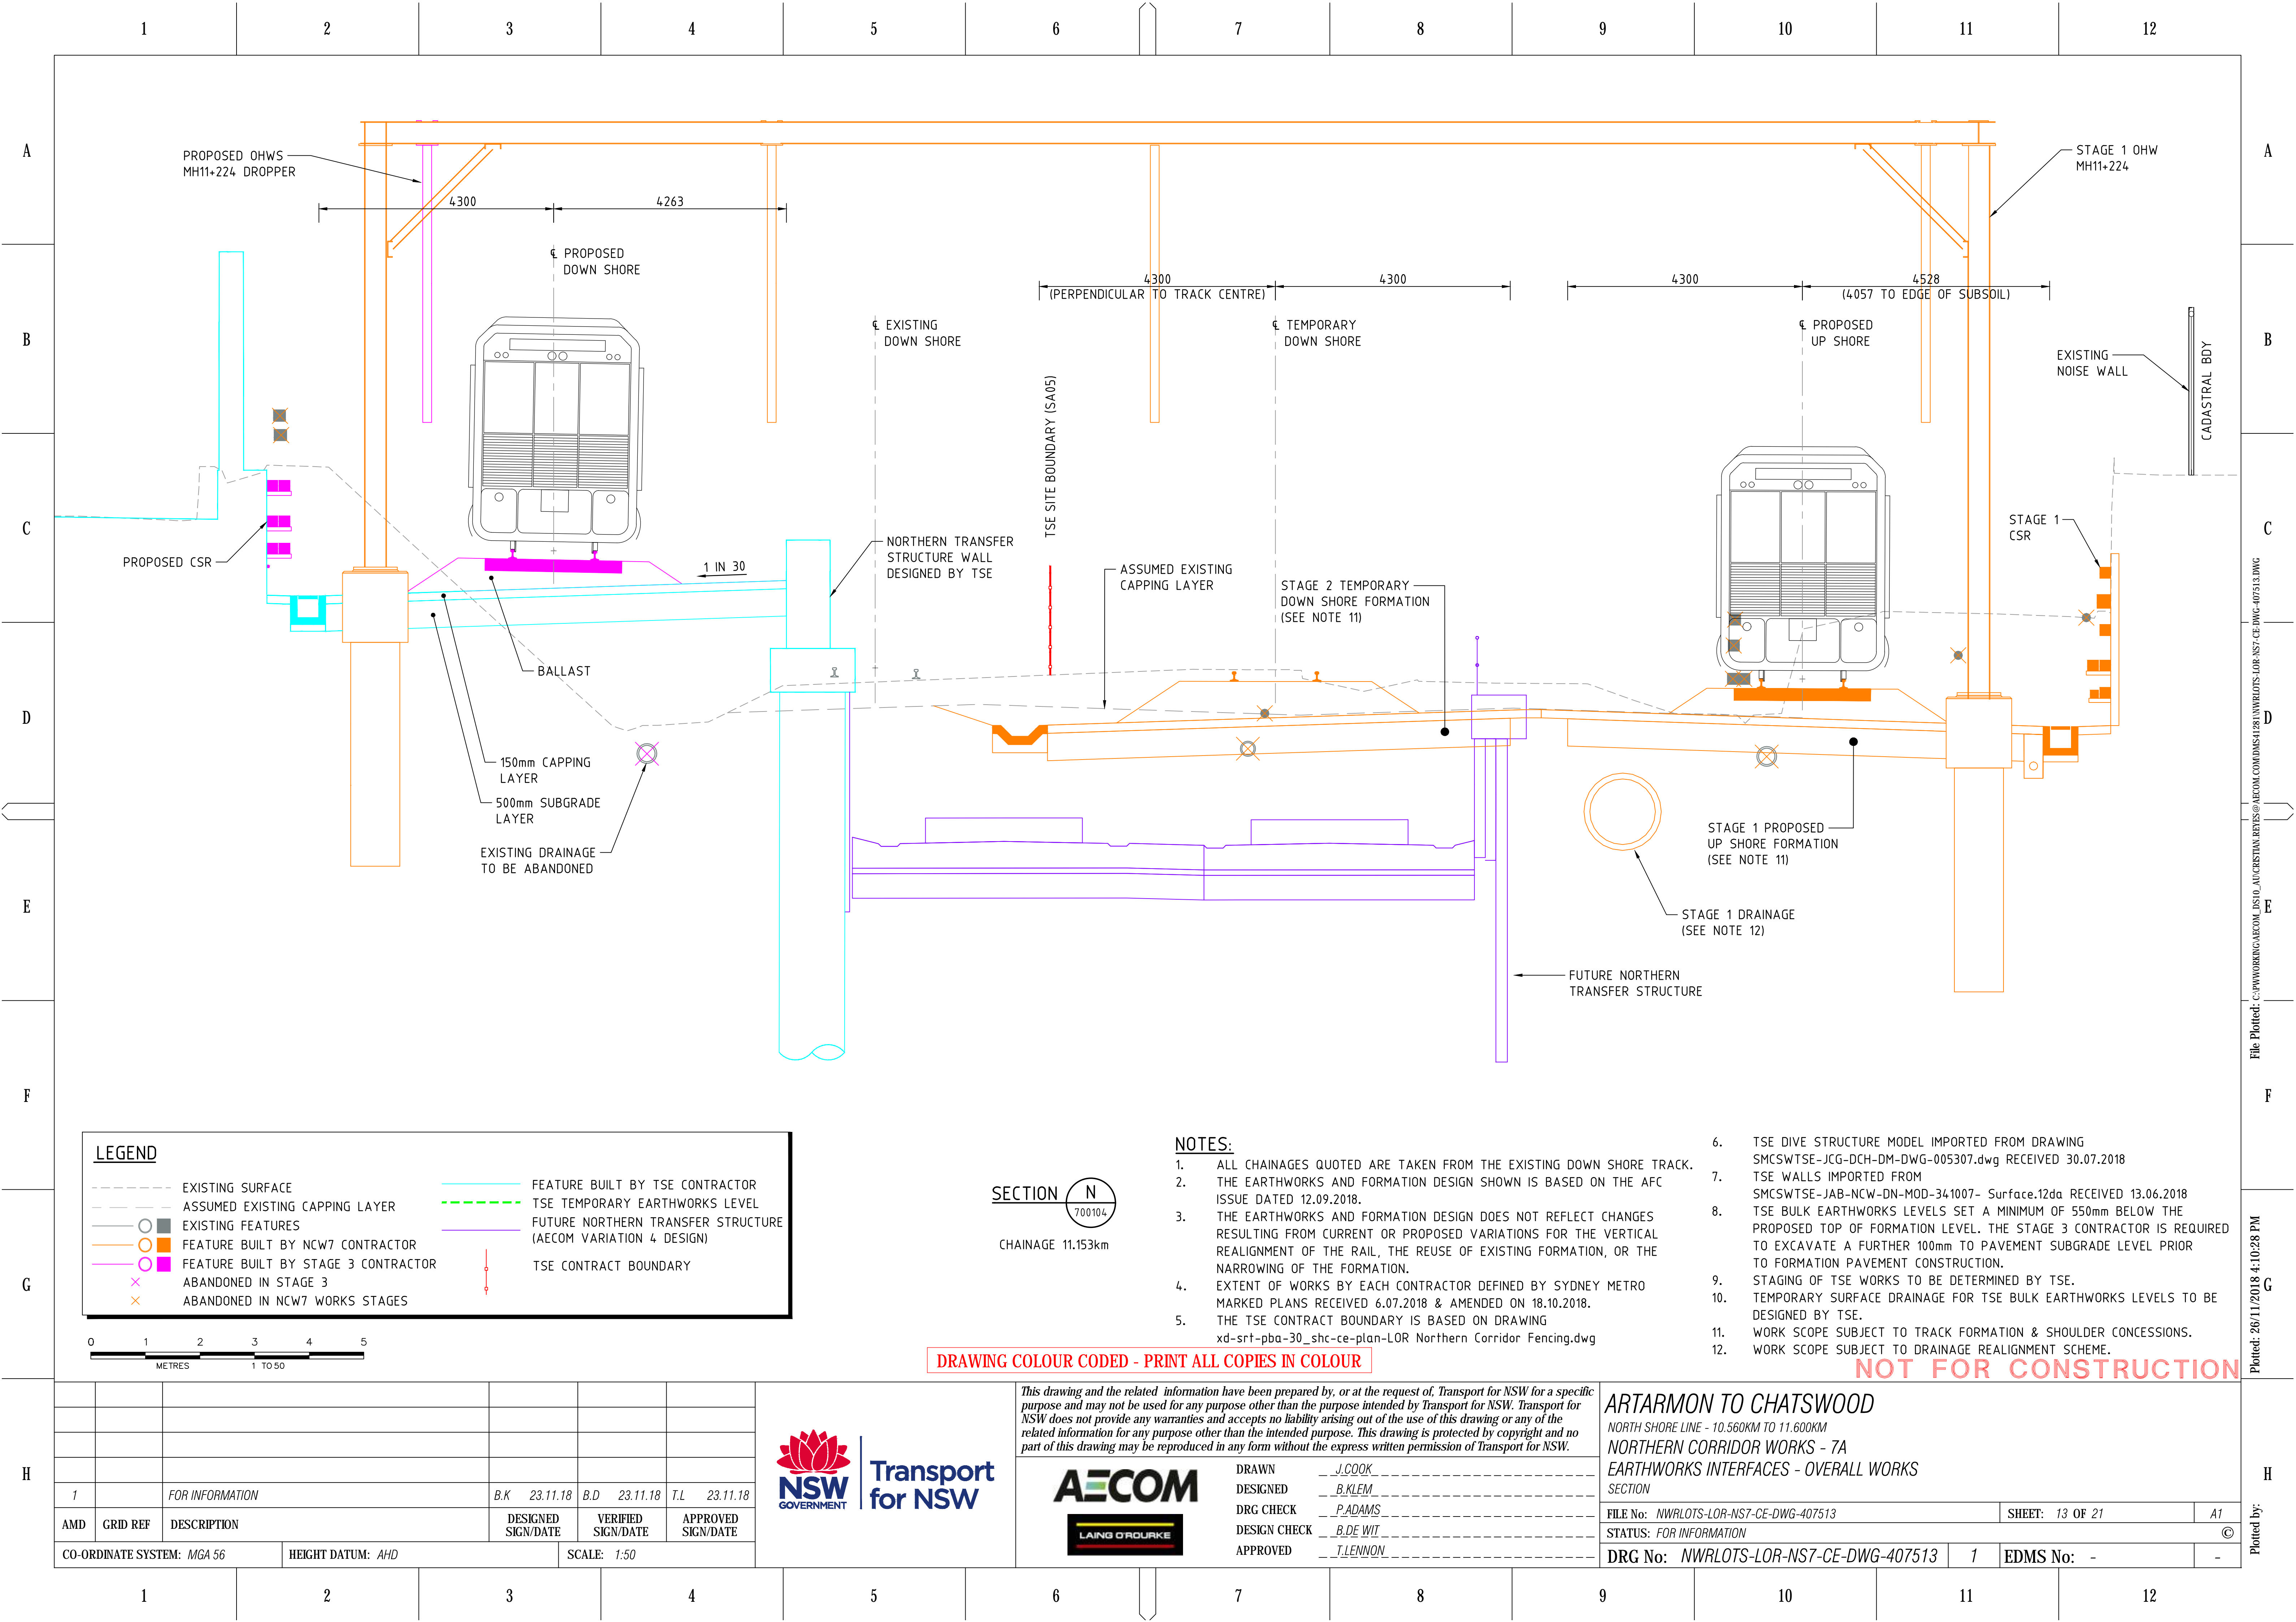 1 2 3 4 5 6 7 8 9 10 11 12
A
B
C
D
E
F
G
H
A
B
C
D
E
F
G
H
PROPOSED OHWS
MH11+224 DROPPER
4300
4263
STAGE 1 OHW
MH11+224
℄ PROPOSED
DOWN SHORE
4300
(PERPENDICULAR TO TRACK CENTRE)
4300
4300
4528
(4057 TO EDGE OF SUBSOIL)
℄ EXISTING
DOWN SHORE
℄ TEMPORARY
DOWN SHORE
℄ PROPOSED
UP SHORE
EXISTING
NOISE WALL
CADASTRAL BDY
TSE SITE BOUNDARY (SA05)
PROPOSED CSR
1 IN 30
NORTHERN TRANSFER
STRUCTURE WALL
DESIGNED BY TSE
ASSUMED EXISTING
CAPPING LAYER
STAGE 2 TEMPORARY
DOWN SHORE FORMATION
(SEE NOTE 11)
STAGE 1
CSR
BALLAST
150mm CAPPING
LAYER
500mm SUBGRADE
LAYER
EXISTING DRAINAGE
TO BE ABANDONED
STAGE 1 PROPOSED
UP SHORE FORMATION
(SEE NOTE 11)
STAGE 1 DRAINAGE
(SEE NOTE 12)
FUTURE NORTHERN
TRANSFER STRUCTURE
LEGEND
EXISTING SURFACE
ASSUMED EXISTING CAPPING LAYER
EXISTING FEATURES
FEATURE BUILT BY NCW7 CONTRACTOR
FEATURE BUILT BY STAGE 3 CONTRACTOR
ABANDONED IN STAGE 3
ABANDONED IN NCW7 WORKS STAGES
FEATURE BUILT BY TSE CONTRACTOR
TSE TEMPORARY EARTHWORKS LEVEL
FUTURE NORTHERN TRANSFER STRUCTURE
(AECOM VARIATION 4 DESIGN)
TSE CONTRACT BOUNDARY
0 1 2 3 4 5
METRES 1 TO 50
SECTION N
700104
CHAINAGE 11.153km
NOTES:
1. ALL CHAINAGES QUOTED ARE TAKEN FROM THE EXISTING DOWN SHORE TRACK.
2. THE EARTHWORKS AND FORMATION DESIGN SHOWN IS BASED ON THE AFC
ISSUE DATED 12.09.2018.
3. THE EARTHWORKS AND FORMATION DESIGN DOES NOT REFLECT CHANGES
RESULTING FROM CURRENT OR PROPOSED VARIATIONS FOR THE VERTICAL
REALIGNMENT OF THE RAIL, THE REUSE OF EXISTING FORMATION, OR THE
NARROWING OF THE FORMATION.
4. EXTENT OF WORKS BY EACH CONTRACTOR DEFINED BY SYDNEY METRO
MARKED PLANS RECEIVED 6.07.2018 & AMENDED ON 18.10.2018.
5. THE TSE CONTRACT BOUNDARY IS BASED ON DRAWING
xd-srt-pba-30_shc-ce-plan-LOR Northern Corridor Fencing.dwg
6. TSE DIVE STRUCTURE MODEL IMPORTED FROM DRAWING
SMCSWTSE-JCG-DCH-DM-DWG-005307.dwg RECEIVED 30.07.2018
7. TSE WALLS IMPORTED FROM
SMCSWTSE-JAB-NCW-DN-MOD-341007- Surface.12da RECEIVED 13.06.2018
8. TSE BULK EARTHWORKS LEVELS SET A MINIMUM OF 550mm BELOW THE
PROPOSED TOP OF FORMATION LEVEL. THE STAGE 3 CONTRACTOR IS REQUIRED
TO EXCAVATE A FURTHER 100mm TO PAVEMENT SUBGRADE LEVEL PRIOR
TO FORMATION PAVEMENT CONSTRUCTION.
9. STAGING OF TSE WORKS TO BE DETERMINED BY TSE.
10. TEMPORARY SURFACE DRAINAGE FOR TSE BULK EARTHWORKS LEVELS TO BE
DESIGNED BY TSE.
11. WORK SCOPE SUBJECT TO TRACK FORMATION & SHOULDER CONCESSIONS.
12. WORK SCOPE SUBJECT TO DRAINAGE REALIGNMENT SCHEME.
DRAWING COLOUR CODED - PRINT ALL COPIES IN COLOUR
NOT FOR CONSTRUCTION
File Plotted: C:\PWWORKING\AECOM_DS10_AU\CRISTIAN.REYES@AECOM.COM\DMS41281\NWRLOTS-LOR-NS7-CE-DWG-407513.DWG
Plotted: 26/11/2018 4:10:28 PM
Plotted by:
1 FOR INFORMATION B.K 23.11.18 B.D 23.11.18 T.L 23.11.18
AMD GRID REF DESCRIPTION DESIGNED SIGN/DATE VERIFIED SIGN/DATE APPROVED SIGN/DATE
CO-ORDINATE SYSTEM: MGA 56 HEIGHT DATUM: AHD SCALE: 1:50
NSW
GOVERNMENT
Transport
for NSW
This drawing and the related information have been prepared by, or at the request of, Transport for NSW for a specific
purpose and may not be used for any purpose other than the purpose intended by Transport for NSW. Transport for
NSW does not provide any warranties and accepts no liability arising out of the use of this drawing or any of the
related information for any purpose other than the intended purpose. This drawing is protected by copyright and no
part of this drawing may be reproduced in any form without the express written permission of Transport for NSW.
AECOM
LAING O'ROURKE
DRAWN J.COOK
DESIGNED B.KLEM
DRG CHECK P.ADAMS
DESIGN CHECK B.DE WIT
APPROVED T.LENNON
ARTARMON TO CHATSWOOD
NORTH SHORE LINE - 10.560KM TO 11.600KM
NORTHERN CORRIDOR WORKS - 7A
EARTHWORKS INTERFACES - OVERALL WORKS
SECTION
FILE No: NWRLOTS-LOR-NS7-CE-DWG-407513 SHEET: 13 OF 21 A1
STATUS: FOR INFORMATION ©
DRG No: NWRLOTS-LOR-NS7-CE-DWG-407513 1 EDMS No: - -
1 2 3 4 5 6 7 8 9 10 11 12